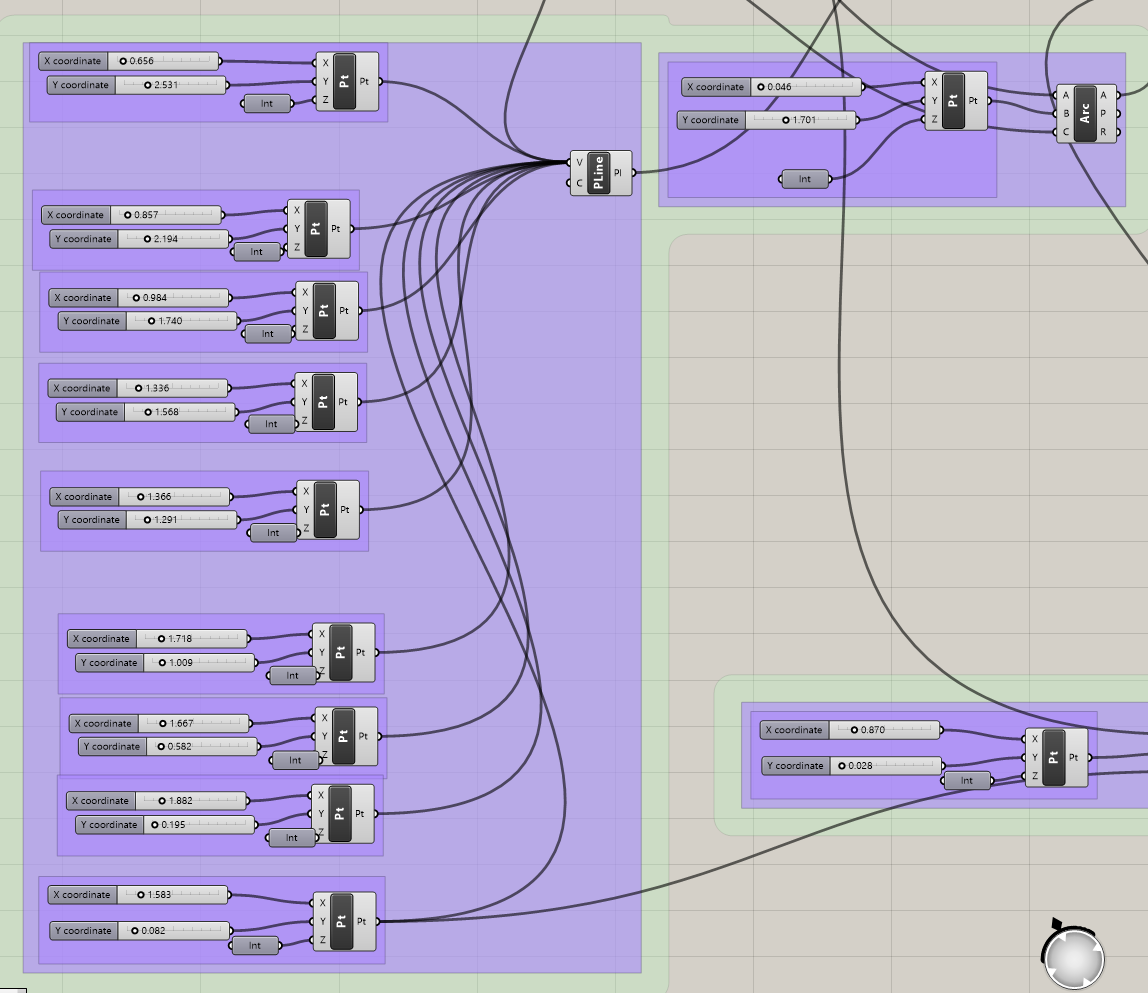 X coordinate 0.656
Y coordinate 2.531
Int
X Y Z Pt Pt
V C PLine Pl
X coordinate 0.046
Y coordinate 1.701
Int
X Y Z Pt Pt
A B C Arc A P R
X coordinate 0.857
Y coordinate 2.194
Int
X Y Z Pt Pt
X coordinate 0.984
Y coordinate 1.740
Int
X Y Z Pt Pt
X coordinate 1.336
Y coordinate 1.568
Int
X Y Z Pt Pt
X coordinate 1.366
Y coordinate 1.291
Int
X Y Z Pt Pt
X coordinate 1.718
Y coordinate 1.009
Int
X Y Z Pt Pt
X coordinate 1.667
Y coordinate 0.582
Int
X Y Z Pt Pt
X coordinate 0.870
Y coordinate 0.028
Int
X Y Z Pt Pt
X coordinate 1.882
Y coordinate 0.195
Int
X Y Z Pt Pt
X coordinate 1.583
Y coordinate 0.082
Int
X Y Z Pt Pt